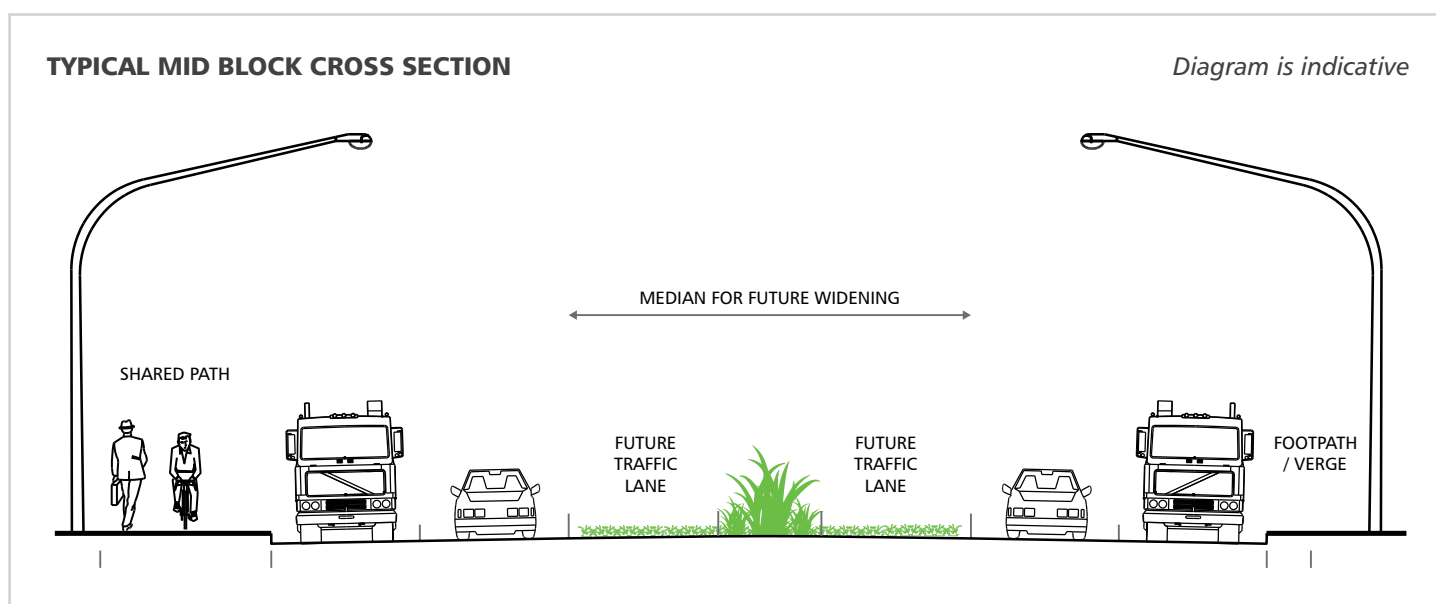 TYPICAL MID BLOCK CROSS SECTION
Diagram is indicative
MEDIAN FOR FUTURE WIDENING
SHARED PATH
FUTURE
TRAFFIC
LANE
FUTURE
TRAFFIC
LANE
FOOTPATH
/ VERGE